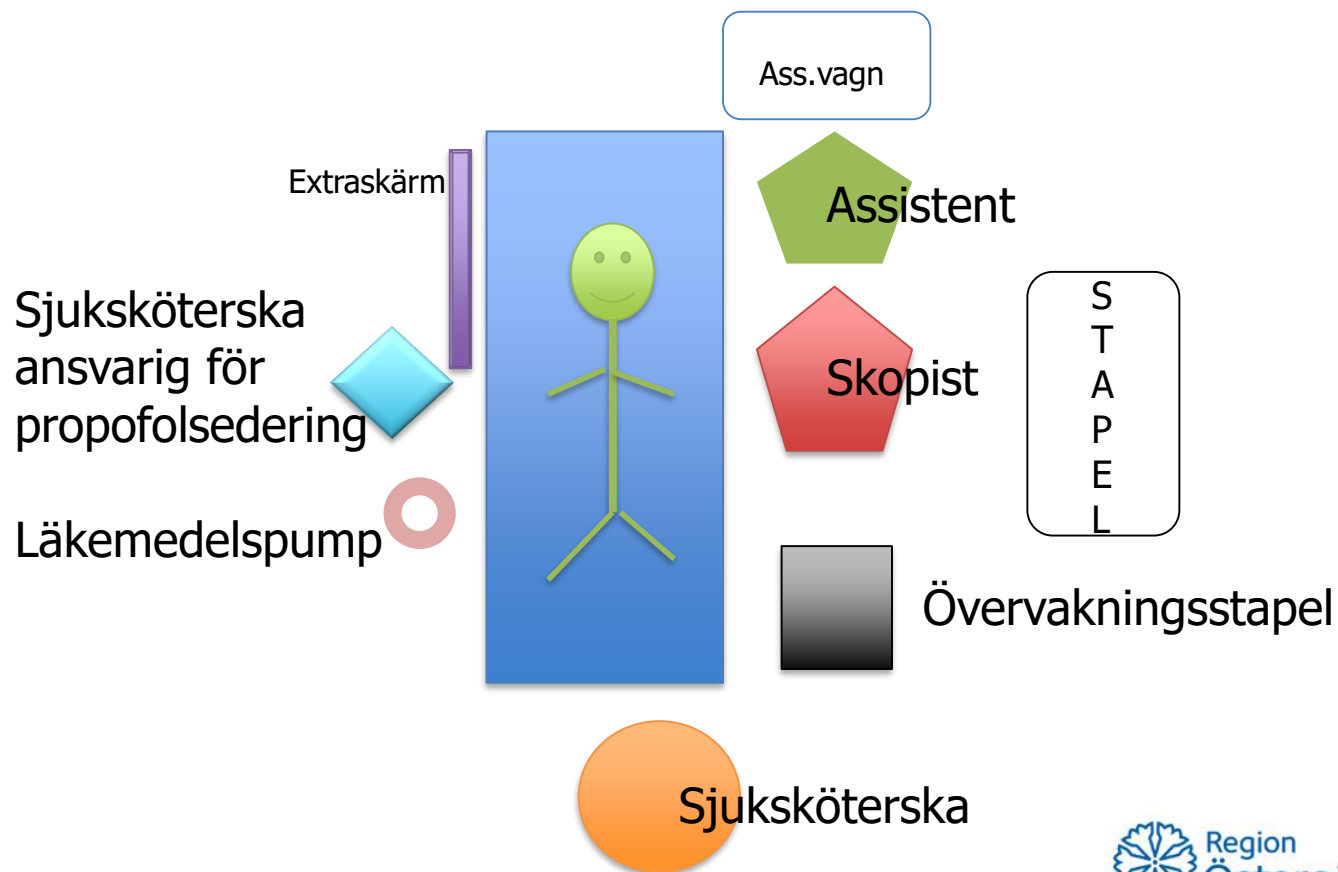 Ass.vagn
Extraskärm
Assistent
Sjuksköterska
ansvarig för
propofolsedering
Skopist
S
T
A
P
E
L
Läkemedelspump
Övervakningsstapel
Sjuksköterska
Region